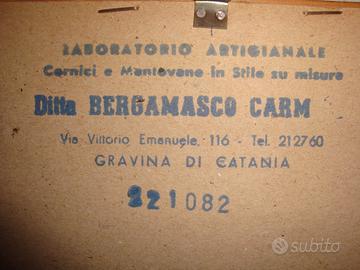 LABORATORIO ARTIGIANALE
Cornici e Mantovane in Stile su misura
Ditta BERGAMASCO CARM
Via Vittorio Emanuele, 116 - Tel. 212760
GRAVINA DI CATANIA
221082
subito